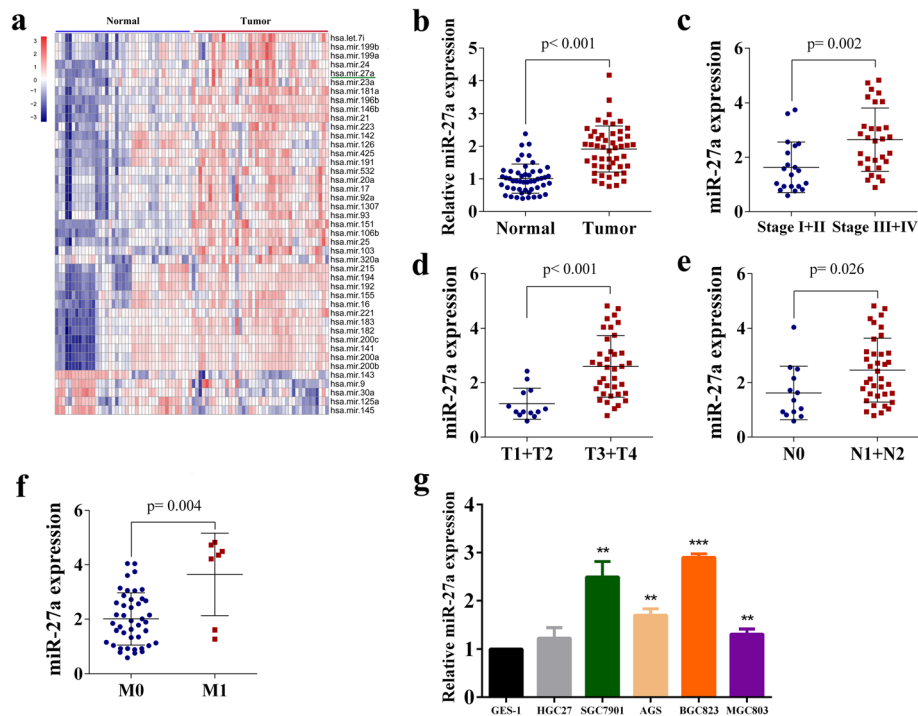 a
Normal
Tumor
3
2
1
0
−1
−2
−3
hsa.let.7i
hsa.mir.199b
hsa.mir.199a
hsa.mir.24
hsa.mir.27a
hsa.mir.23a
hsa.mir.181a
hsa.mir.196b
hsa.mir.146b
hsa.mir.21
hsa.mir.223
hsa.mir.142
hsa.mir.126
hsa.mir.425
hsa.mir.191
hsa.mir.532
hsa.mir.20a
hsa.mir.17
hsa.mir.92a
hsa.mir.1307
hsa.mir.93
hsa.mir.151
hsa.mir.106b
hsa.mir.25
hsa.mir.103
hsa.mir.320a
hsa.mir.215
hsa.mir.194
hsa.mir.192
hsa.mir.155
hsa.mir.16
hsa.mir.221
hsa.mir.183
hsa.mir.182
hsa.mir.200c
hsa.mir.141
hsa.mir.200a
hsa.mir.200b
hsa.mir.143
hsa.mir.9
hsa.mir.30a
hsa.mir.125a
hsa.mir.145
b
p< 0.001
Relative miR-27a expression
5
4
3
2
1
0
Normal Tumor
c
p= 0.002
miR-27a expression
6
4
2
0
Stage I+II Stage III+IV
d
p< 0.001
miR-27a expression
6
4
2
0
T1+T2 T3+T4
e
p= 0.026
miR-27a expression
6
4
2
0
N0 N1+N2
f
p= 0.004
miR-27a expression
6
4
2
0
M0 M1
g
Relative miR-27a expression
4
3
2
1
0
**
**
***
**
GES-1 HGC27 SGC7901 AGS BGC823 MGC803